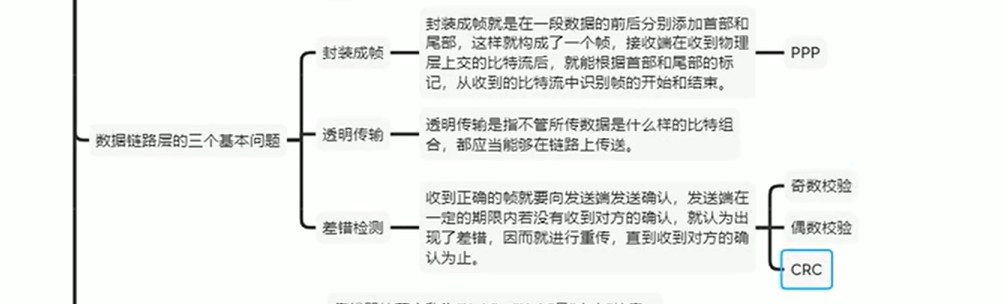 封装成帧就是在一段数据的前后分别添加首部和
尾部，这样就构成了一个帧，接收端在收到物理
层上交的比特流后，就能根据首部和尾部的标
记，从收到的比特流中识别帧的开始和结束。
封装成帧
PPP
数据链路层的三个基本问题
透明传输
透明传输是指不管所传数据是什么样的比特组
合，都应当能够在链路上传送。
收到正确的帧就要向发送端发送确认，发送端在
一定的期限内若没有收到对方的确认，就认为出
现了差错，因而就进行重传，直到收到对方的确
认为止。
差错检测
奇数校验
偶数校验
CRC